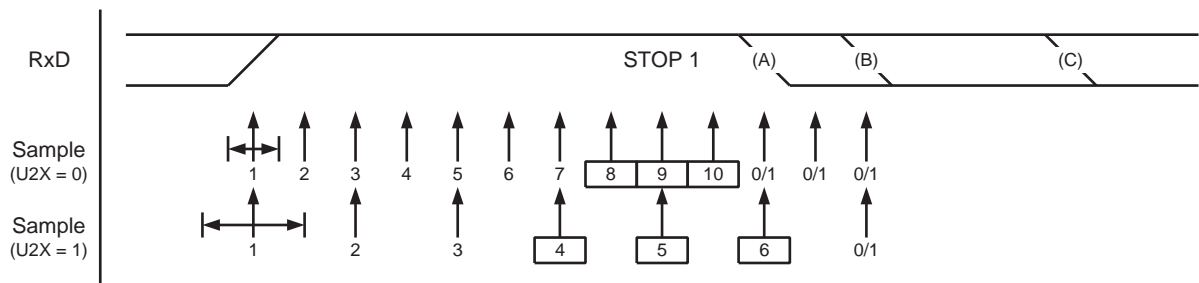 RxD
STOP 1
(A)
(B)
(C)
Sample
(U2X = 0)
1 2 3 4 5 6 7 8 9 10 0/1 0/1 0/1
Sample
(U2X = 1)
1 2 3 4 5 6 0/1